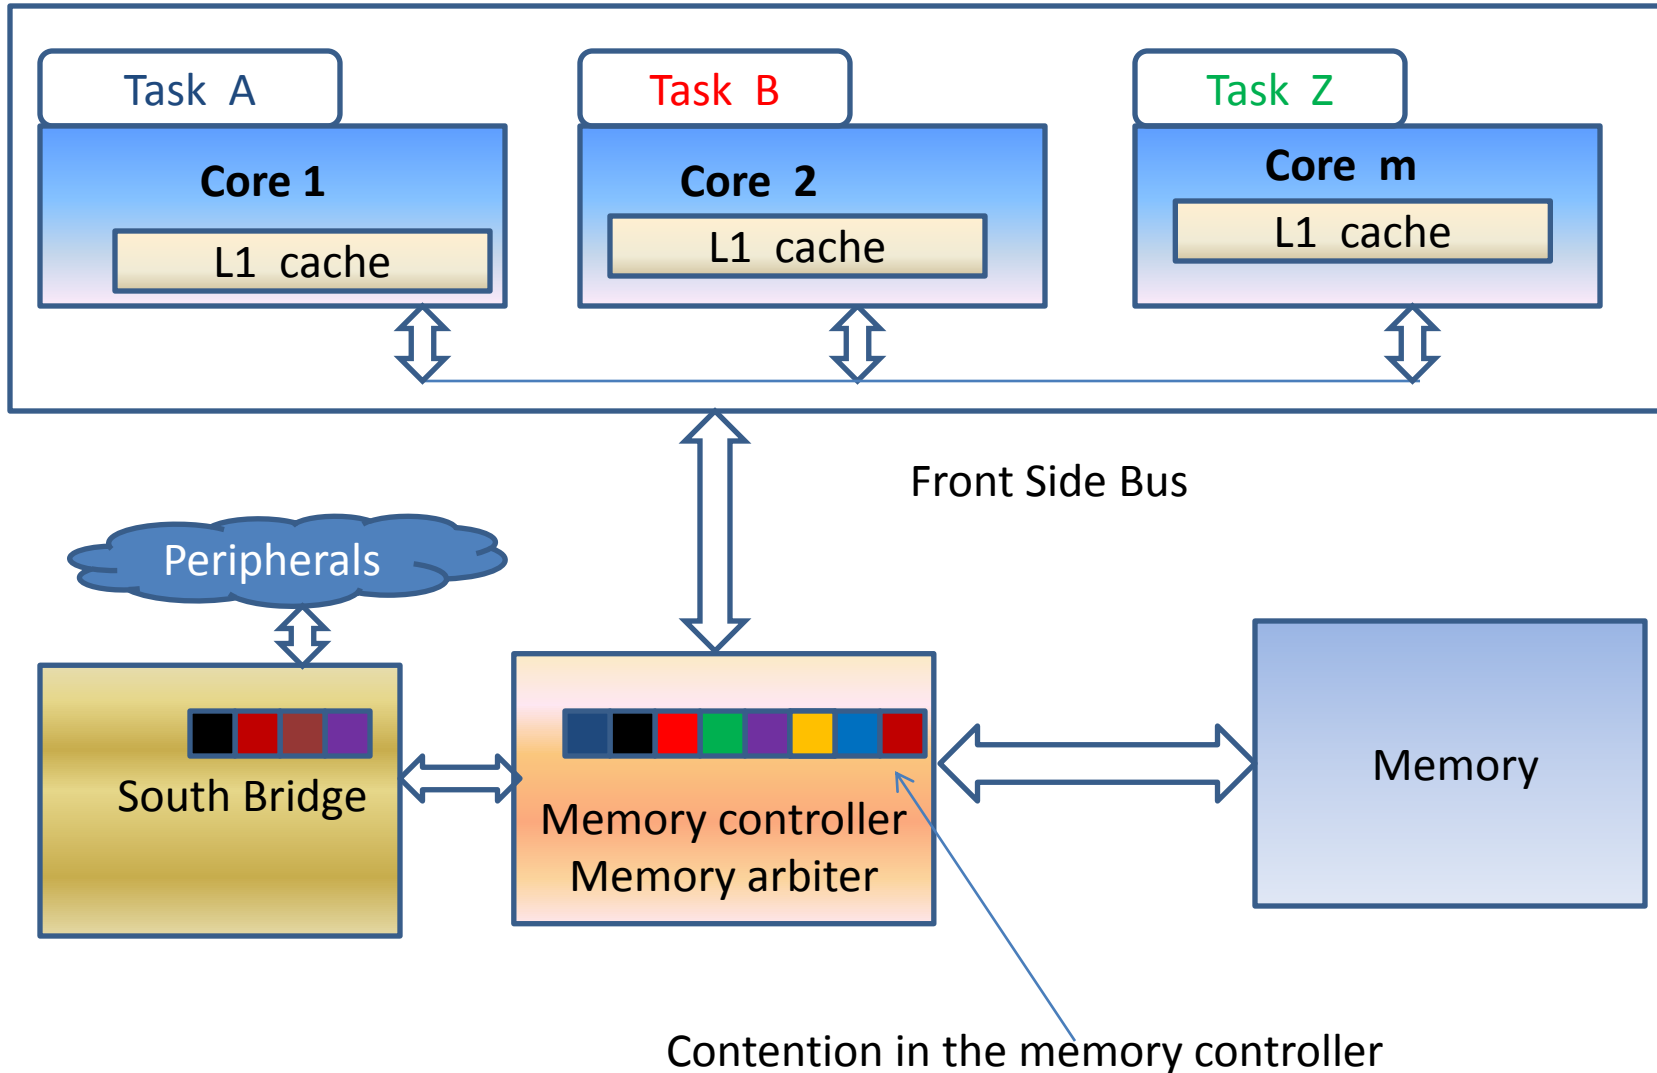 Task A
Task B
Task Z
Core 1
Core 2
Core m
L1 cache
L1 cache
L1 cache
Front Side Bus
Peripherals
South Bridge
Memory controller
Memory arbiter
Memory
Contention in the memory controller